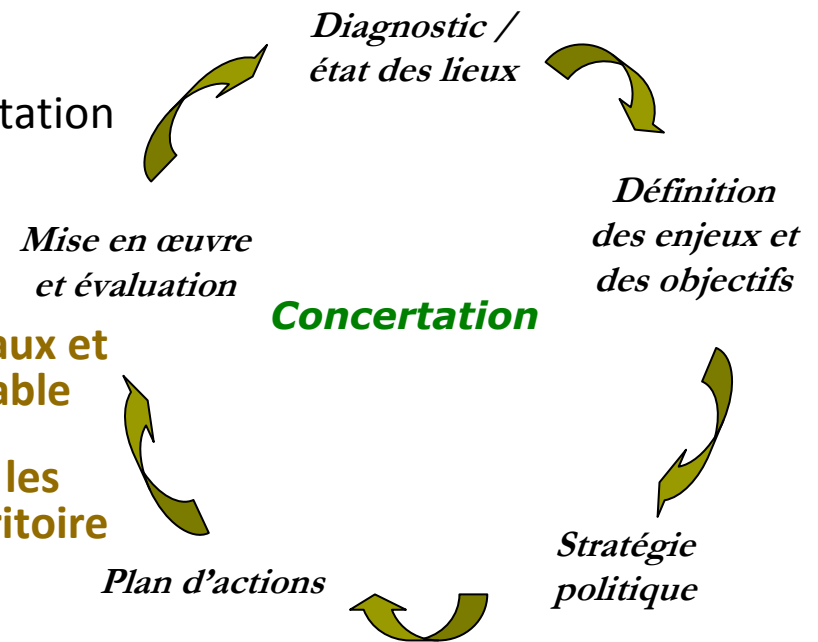 Diagnostic /
état des lieux
tation
Définition
des enjeux et
des objectifs
Mise en œuvre
et évaluation
Concertation
aux et
able
les
ritoire
Stratégie
politique
Plan d’actions